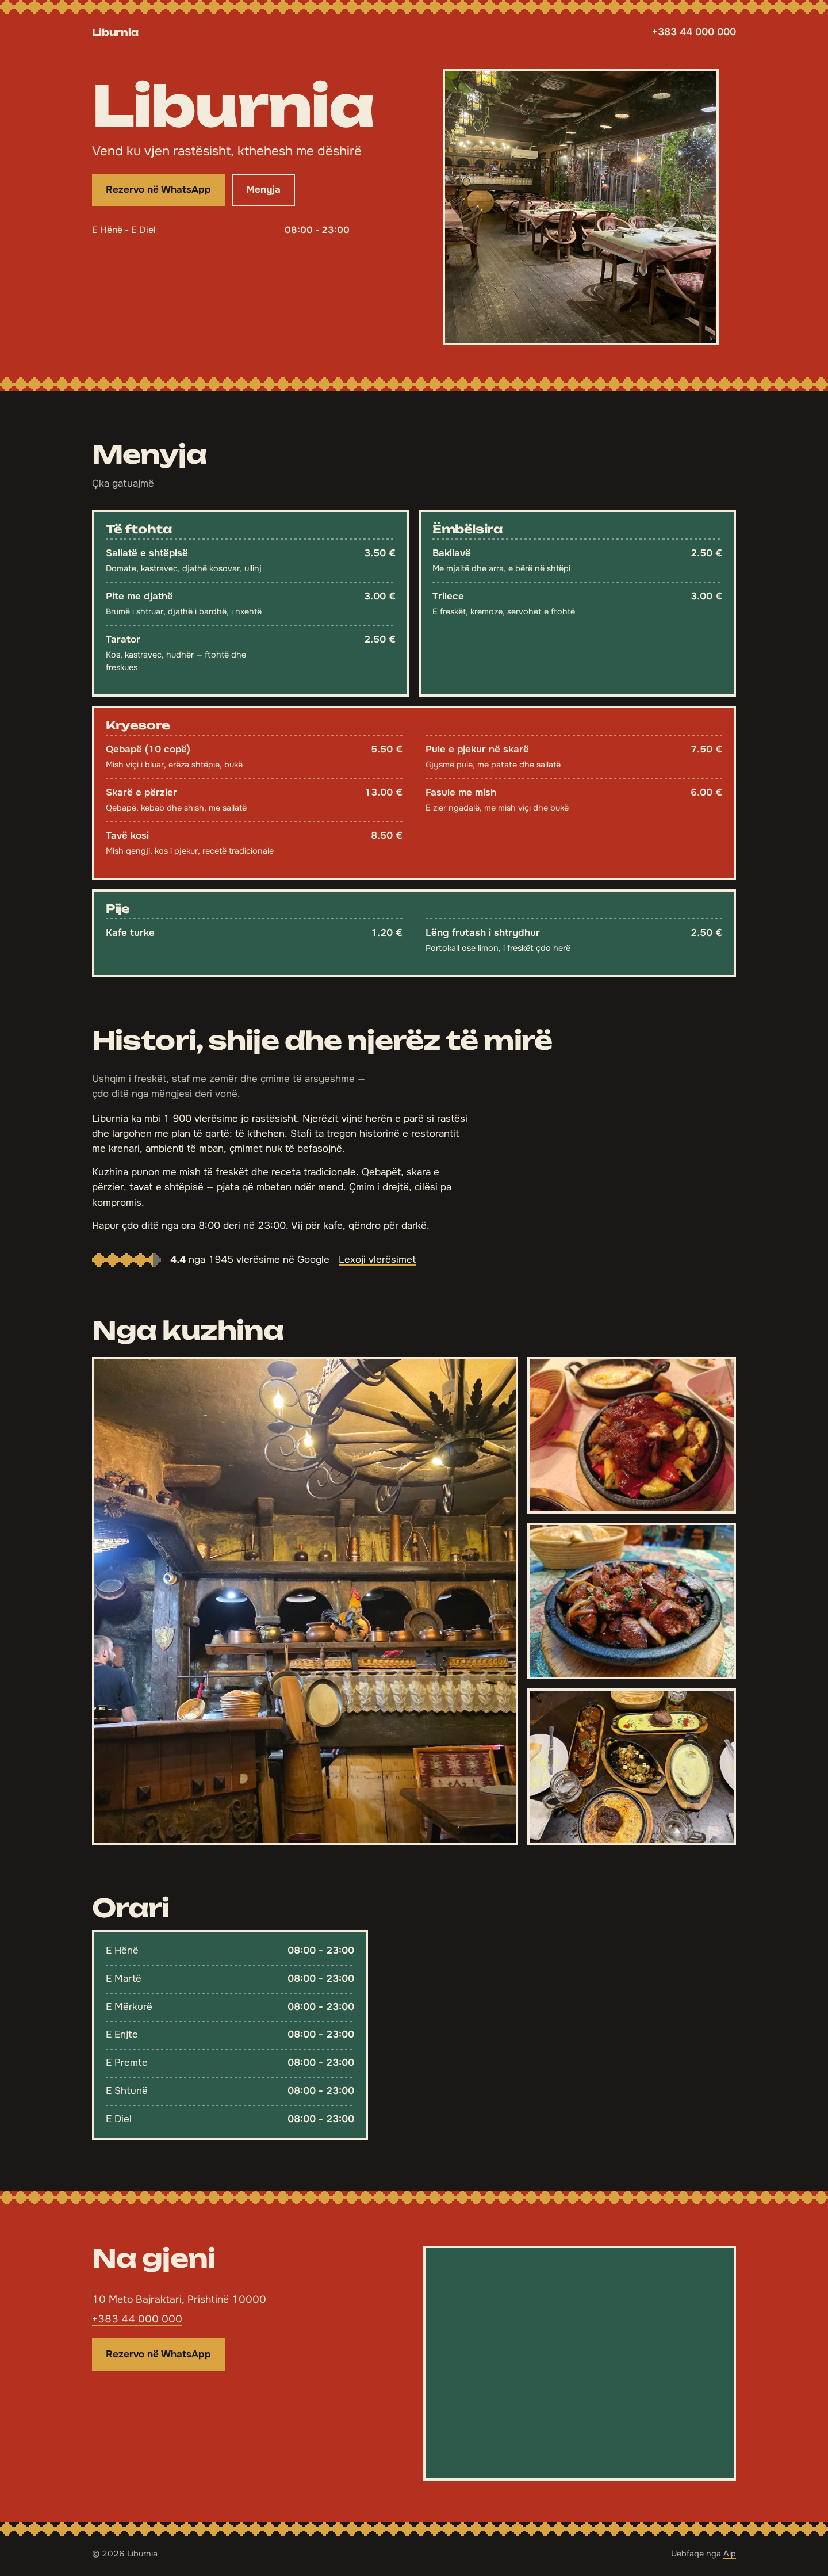 Liburnia
+383 44 000 000
Liburnia
Vend ku vjen rastësisht, kthehesh me dëshirë
Rezervo në WhatsApp
Menyja
E Hënë - E Diel
08:00 - 23:00
Menyja
Çka gatuajmë
Të ftohta
Sallatë e shtëpisë
3.50 €
Domate, kastravec, djathë kosovar, ullinj
Pite me djathë
3.00 €
Brumë i shtruar, djathë i bardhë, i nxehtë
Tarator
2.50 €
Kos, kastravec, hudhër — ftohtë dhe
freskues
Ëmbëlsira
Bakllavë
2.50 €
Me mjaltë dhe arra, e bërë në shtëpi
Trilece
3.00 €
E freskët, kremoze, servohet e ftohtë
Kryesore
Qebapë (10 copë)
5.50 €
Mish viçi i bluar, erëza shtëpie, bukë
Skarë e përzier
13.00 €
Qebapë, kebab dhe shish, me sallatë
Tavë kosi
8.50 €
Mish qengji, kos i pjekur, recetë tradicionale
Pule e pjekur në skarë
7.50 €
Gjysmë pule, me patate dhe sallatë
Fasule me mish
6.00 €
E zier ngadalë, me mish viçi dhe bukë
Pije
Kafe turke
1.20 €
Lëng frutash i shtrydhur
2.50 €
Portokall ose limon, i freskët çdo herë
Histori, shije dhe njerëz të mirë
Ushqim i freskët, staf me zemër dhe çmime të arsyeshme —
çdo ditë nga mëngjesi deri vonë.
Liburnia ka mbi 1 900 vlerësime jo rastësisht. Njerëzit vijnë herën e parë si rastësi
dhe largohen me plan të qartë: të kthehen. Stafi ta tregon historinë e restorantit
me krenari, ambienti të mban, çmimet nuk të befasojnë.
Kuzhina punon me mish të freskët dhe receta tradicionale. Qebapët, skara e
përzier, tavat e shtëpisë — pjata që mbeten ndër mend. Çmim i drejtë, cilësi pa
kompromis.
Hapur çdo ditë nga ora 8:00 deri në 23:00. Vij për kafe, qëndro për darkë.
4.4 nga 1945 vlerësime në Google
Lexoji vlerësimet
Nga kuzhina
Orari
E Hënë
08:00 - 23:00
E Martë
08:00 - 23:00
E Mërkurë
08:00 - 23:00
E Enjte
08:00 - 23:00
E Premte
08:00 - 23:00
E Shtunë
08:00 - 23:00
E Diel
08:00 - 23:00
Na gjeni
10 Meto Bajraktari, Prishtinë 10000
+383 44 000 000
Rezervo në WhatsApp
© 2026 Liburnia
Uebfaqe nga Alp